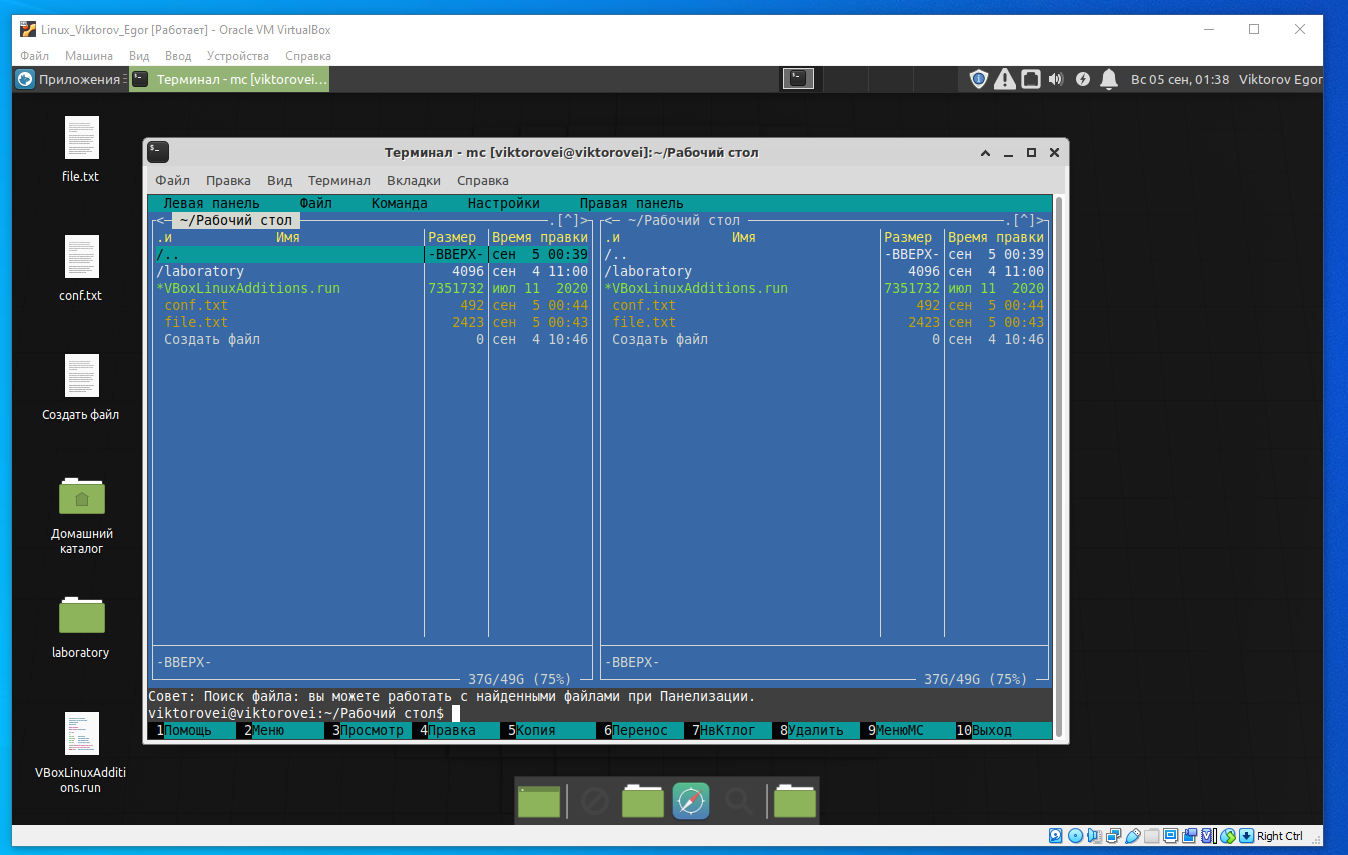 Linux_Viktorov_Egor [Работает] - Oracle VM VirtualBox
Файл Машина Вид Ввод Устройства Справка
Приложения Терминал - mc [viktorovei... Вс 05 сен, 01:38 Viktorov Egor
file.txt
conf.txt
Создать файл
Домашний
каталог
laboratory
VBoxLinuxAdditi
ons.run
Терминал - mc [viktorovei@viktorovei]:~/Рабочий стол
Файл Правка Вид Терминал Вкладки Справка
Левая панель Файл Команда Настройки Правая панель
<─ ~/Рабочий стол ─.[^]>┐ <─ ~/Рабочий стол ─.[^]>┐
.и Имя Размер Время правки .и Имя Размер Время правки
/.. -ВВЕРХ- сен 5 00:39 /.. -ВВЕРХ- сен 5 00:39
/laboratory 4096 сен 4 11:00 /laboratory 4096 сен 4 11:00
*VBoxLinuxAdditions.run 7351732 июл 11 2020 *VBoxLinuxAdditions.run 7351732 июл 11 2020
conf.txt 492 сен 5 00:44 conf.txt 492 сен 5 00:44
file.txt 2423 сен 5 00:43 file.txt 2423 сен 5 00:43
Создать файл 0 сен 4 10:46 Создать файл 0 сен 4 10:46
-ВВЕРХ- -ВВЕРХ-
37G/49G (75%) 37G/49G (75%)
Совет: Поиск файла: вы можете работать с найденными файлами при Панелизации.
viktorovei@viktorovei:~/Рабочий стол$
1Помощь 2Меню 3Просмотр 4Правка 5Копия 6Перенос 7НвКтлог 8Удалить 9МенюМС 10Выход
Right Ctrl